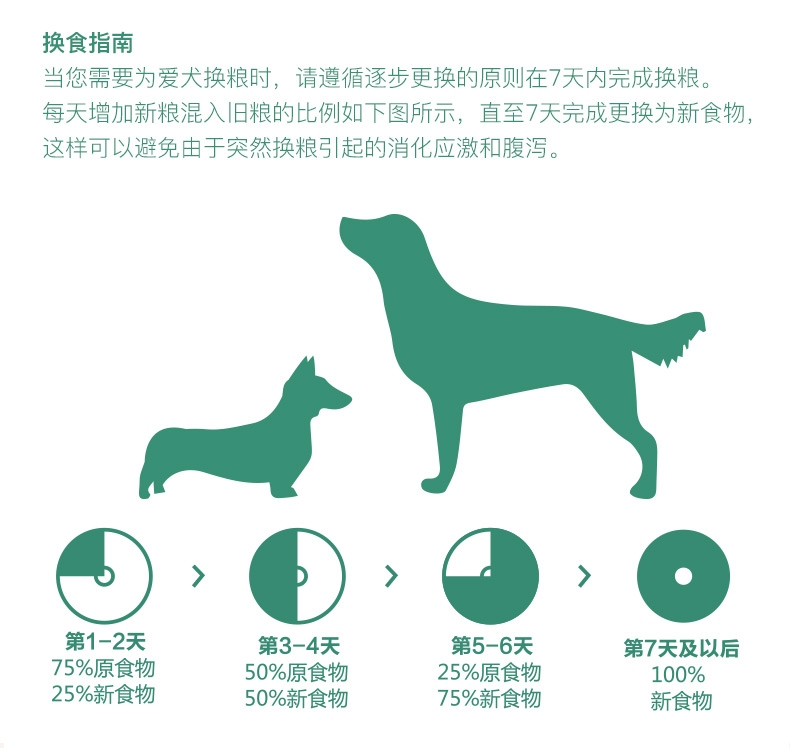 换食指南
当您需要为爱犬换粮时，请遵循逐步更换的原则在7天内完成换粮。
每天增加新粮混入旧粮的比例如下图所示，直至7天完成更换为新食物，
这样可以避免由于突然换粮引起的消化应激和腹泻。
第1-2天
75%原食物
25%新食物
第3-4天
50%原食物
50%新食物
第5-6天
25%原食物
75%新食物
第7天及以后
100%
新食物